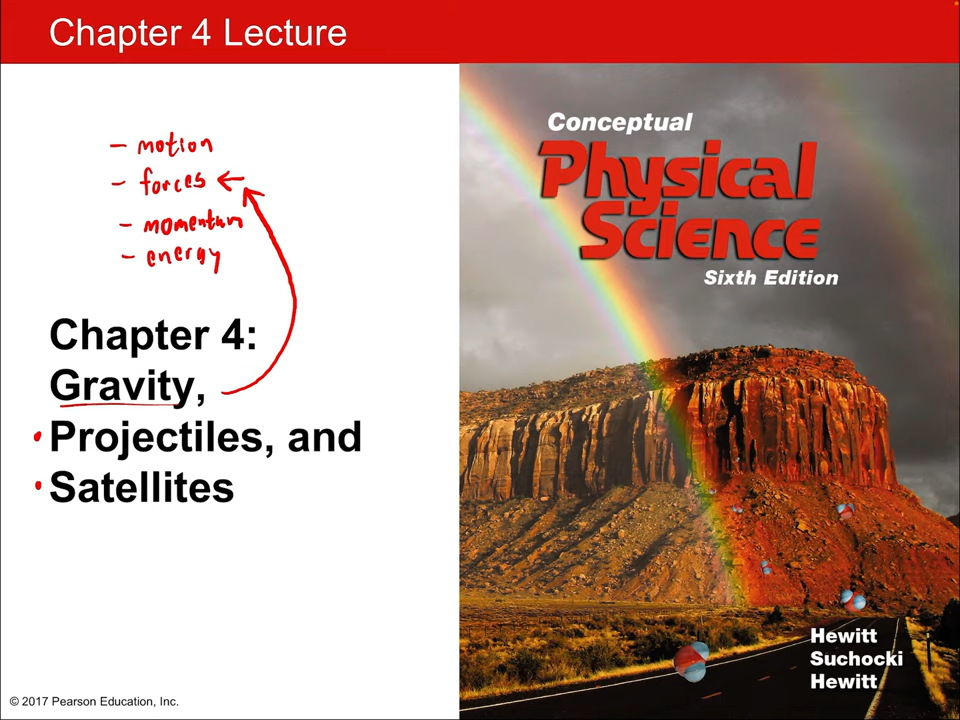 Chapter 4 Lecture
– motion
– forces ←
– momentum
– energy
Chapter 4:
Gravity,
• Projectiles, and
• Satellites
© 2017 Pearson Education, Inc.
Conceptual
Physical
Science
Sixth Edition
Hewitt
Suchocki
Hewitt